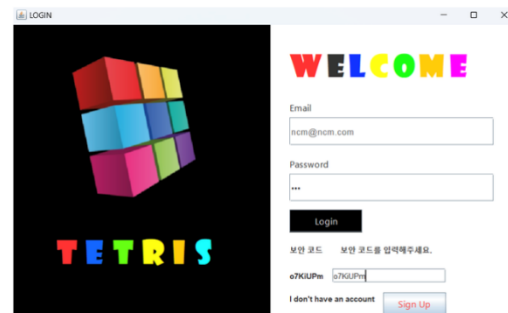 LOGIN
WELCOME
Email
ncm@ncm.com
Password
•••
Login
TETRIS
보안 코드 보안 코드를 입력해주세요.
o7KiUPm o7KiUPm
I don't have an account Sign Up